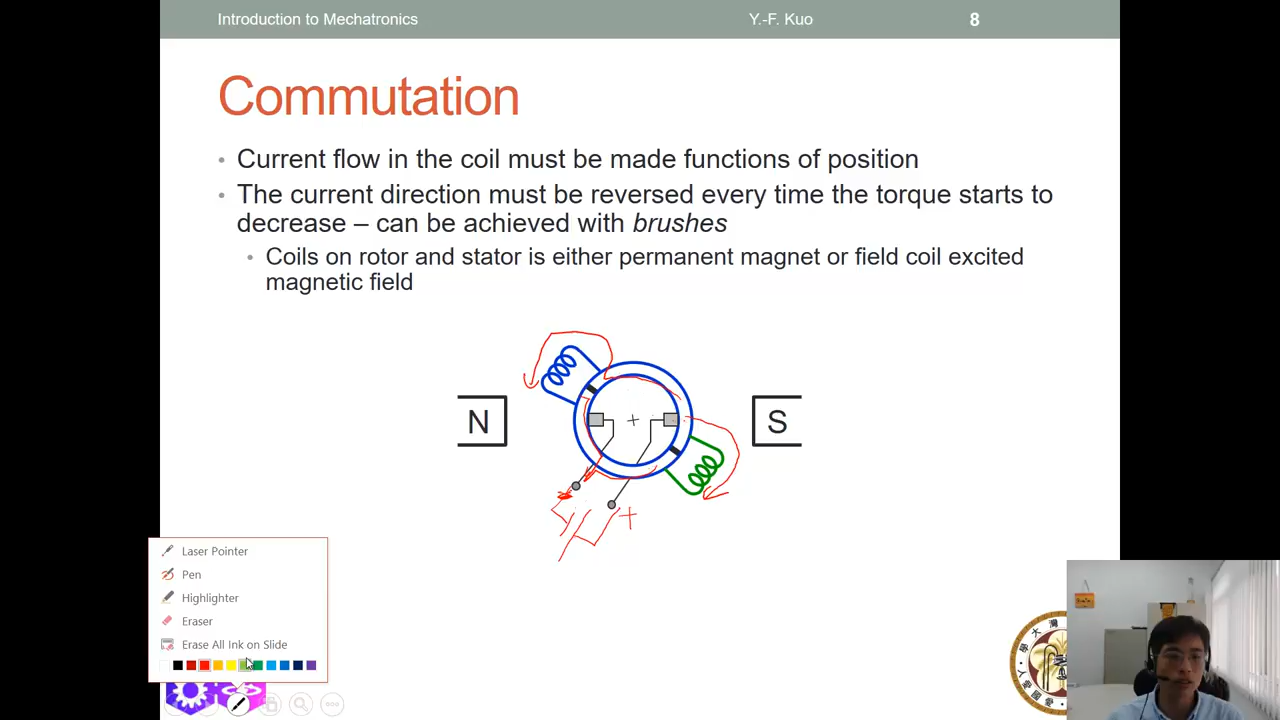 Introduction to Mechatronics
Y.-F. Kuo
8
Commutation
• Current flow in the coil must be made functions of position
• The current direction must be reversed every time the torque starts to
decrease – can be achieved with brushes
• Coils on rotor and stator is either permanent magnet or field coil excited
magnetic field
N
+
S
+
Laser Pointer
Pen
Highlighter
Eraser
Erase All Ink on Slide